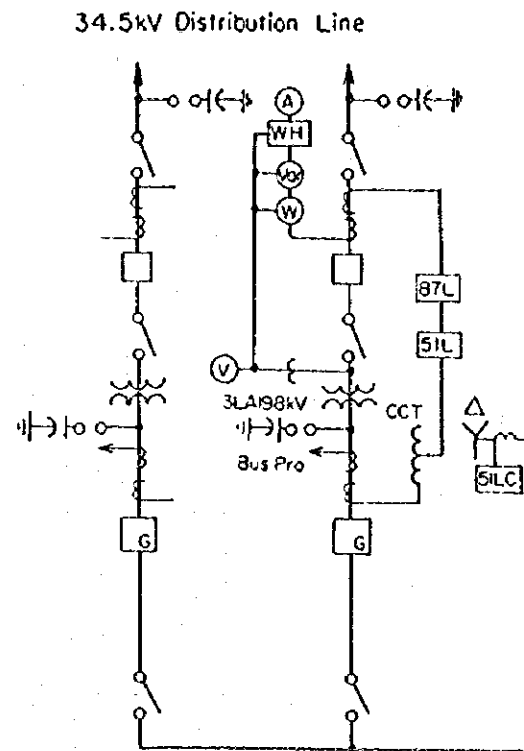 34.5kV Distribution Line
A
WH
Var
W
87L
51L
V
3LA198kV
CCT
Δ
Bus Pro
51LC
G
G